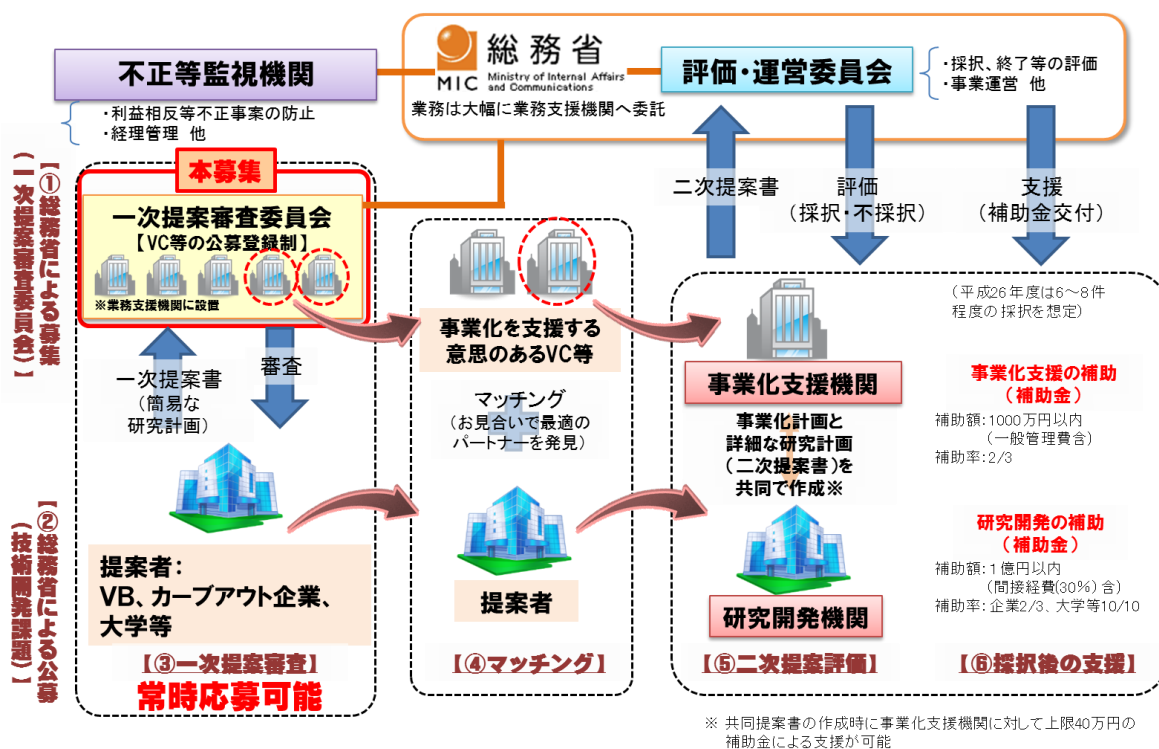 総務省
MIC
Ministry of Internal Affairs
and Communications
業務は大幅に業務支援機関へ委託
不正等監視機関
・利益相反等不正事案の防止
・経理管理 他
評価・運営委員会
・採択、終了等の評価
・事業運営 他
【①総務省による募集
(一次提案審査委員会)】
本募集
一次提案審査委員会
【VC等の公募登録制】
※業務支援機関に設置
一次提案書
(簡易な
研究計画)
審査
【②総務省による公募
(技術開発課題)】
提案者:
VB、カーブアウト企業、
大学等
【③一次提案審査】
常時応募可能
事業化を支援する
意思のあるVC等
マッチング
(お見合いで最適の
パートナーを発見)
提案者
【④マッチング】
二次提案書
評価
(採択・不採択)
支援
(補助金交付)
事業化支援機関
事業化計画と
詳細な研究計画
(二次提案書)を
共同で作成※
研究開発機関
【⑤二次提案評価】
(平成26年度は6~8件
程度の採択を想定)
事業化支援の補助
(補助金)
補助額:1000万円以内
(一般管理費含)
補助率:2/3
研究開発の補助
(補助金)
補助額:1億円以内
(間接経費(30%)含)
補助率:企業2/3、大学等10/10
【⑥採択後の支援】
※ 共同提案書の作成時に事業化支援機関に対して上限40万円の
補助金による支援が可能